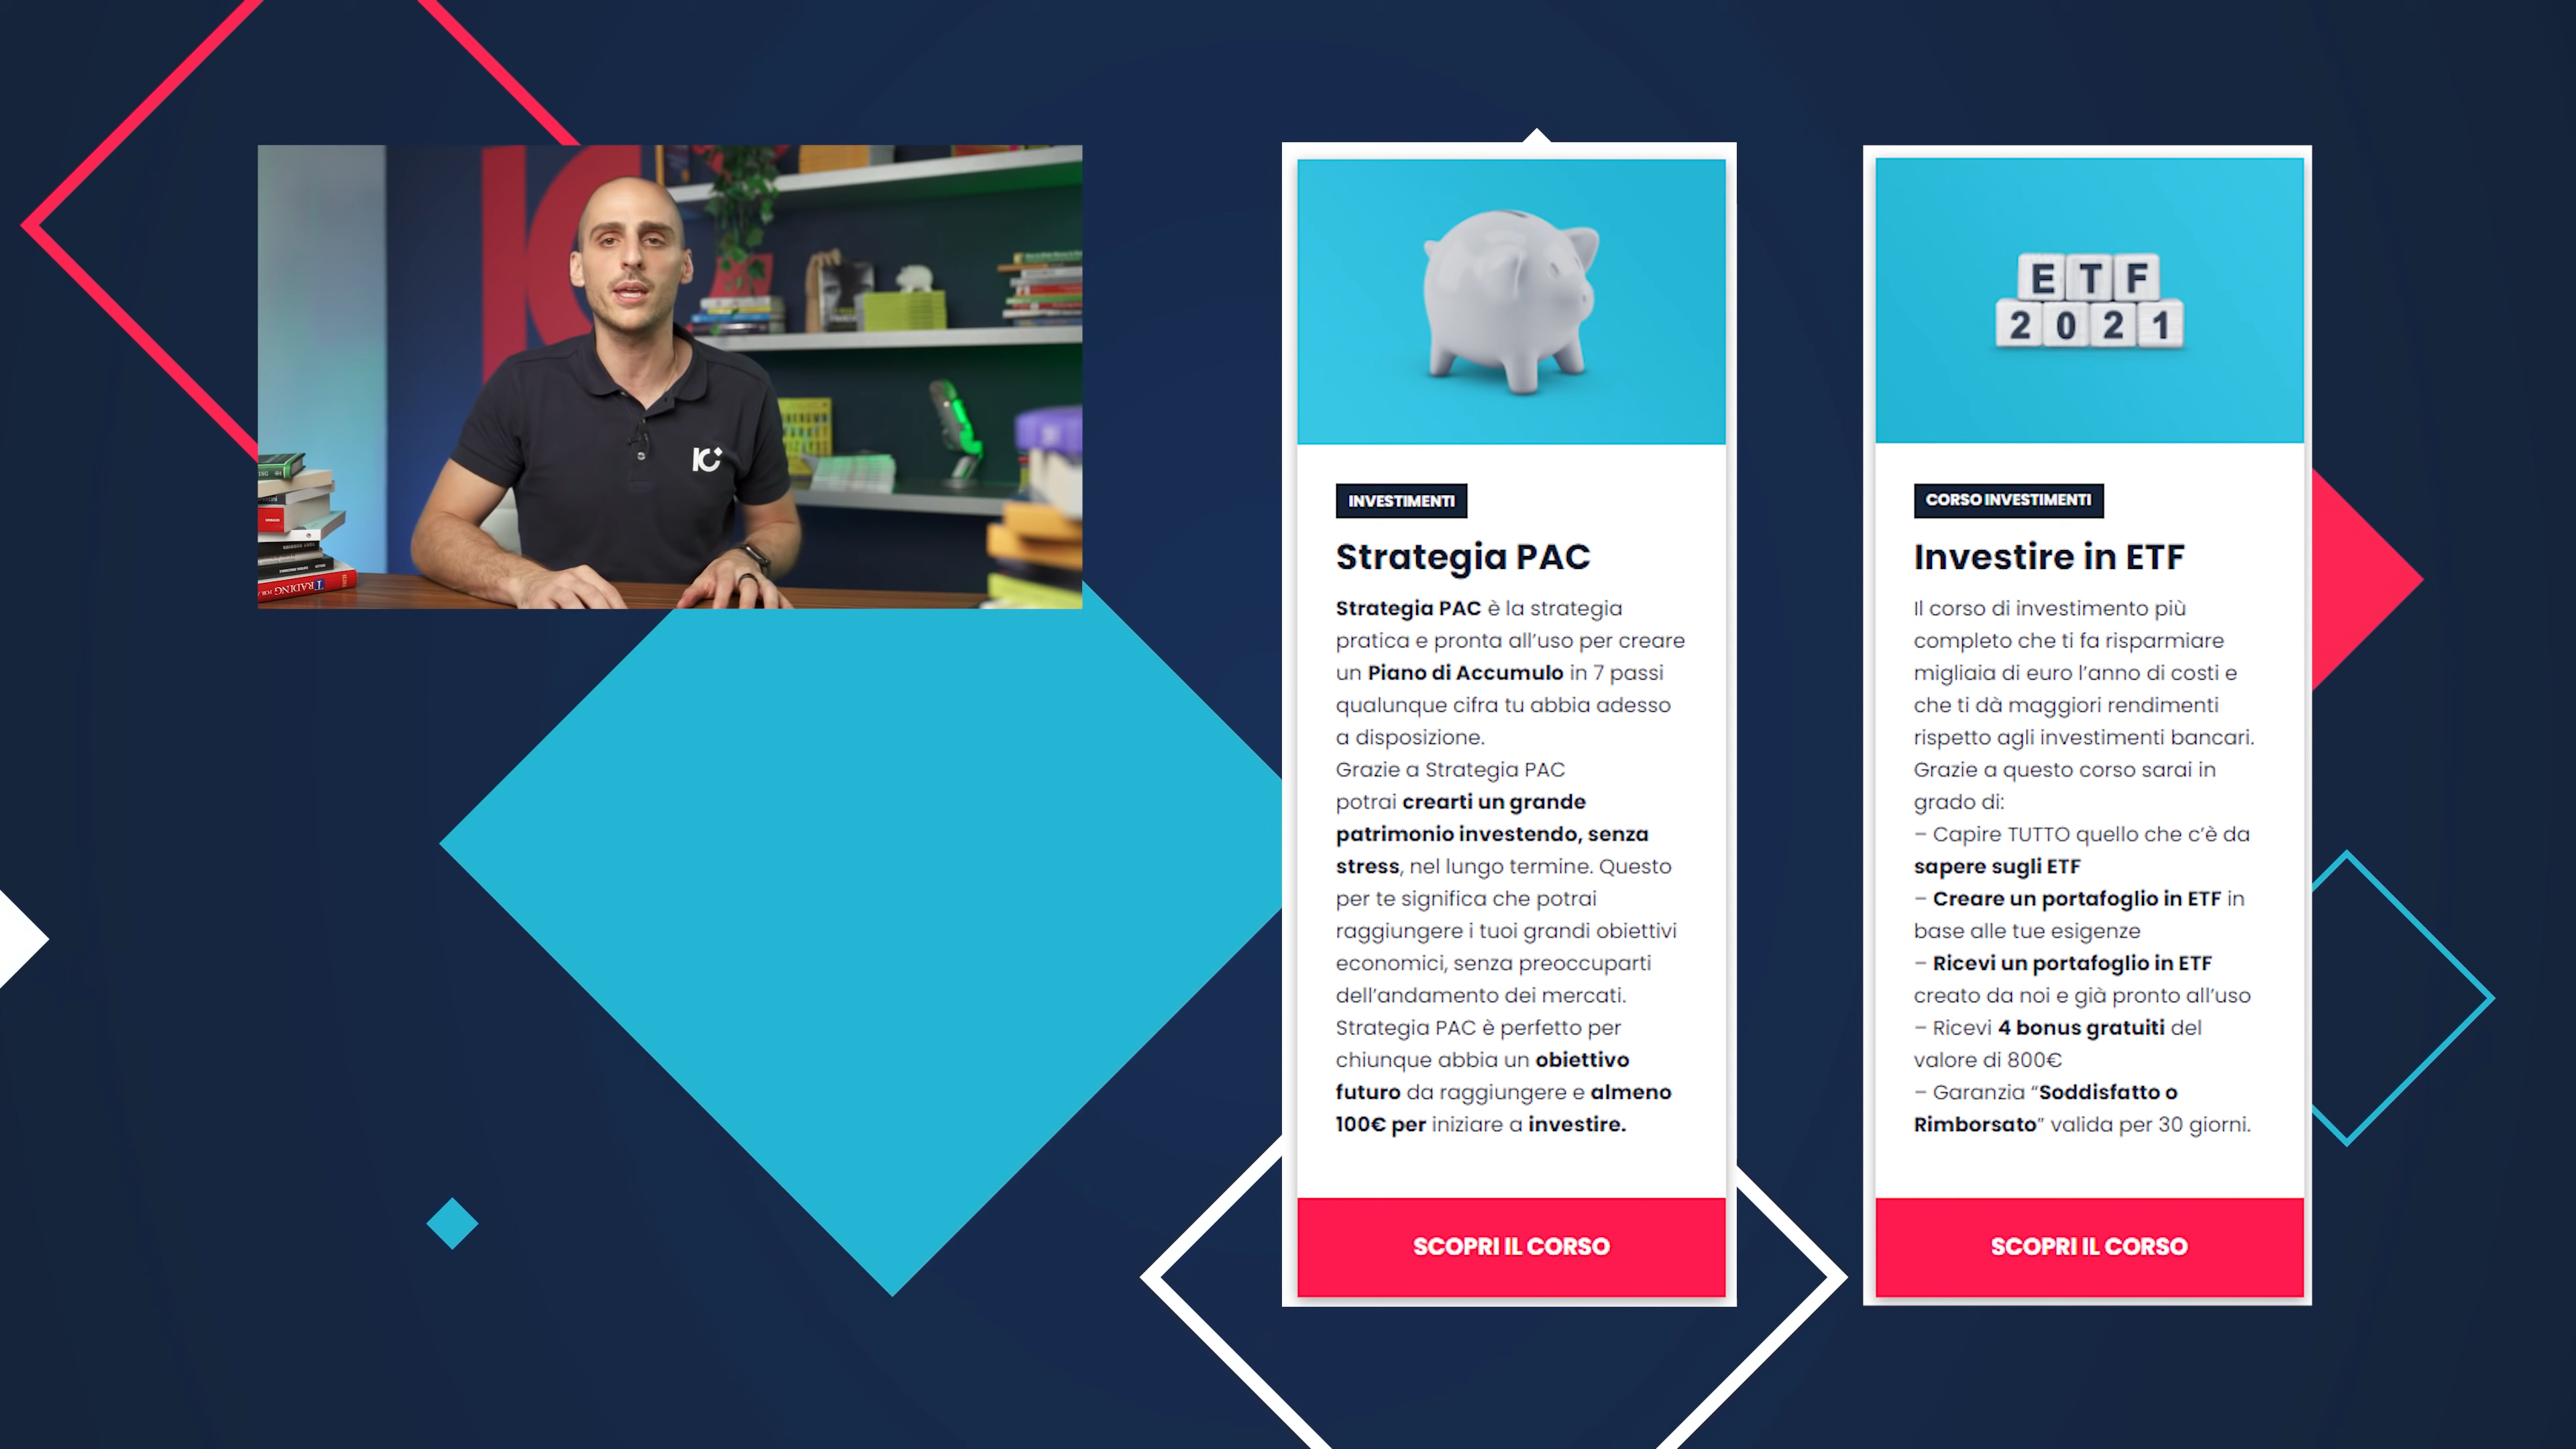 IC
TRADING
ETF
2021
INVESTIMENTI
Strategia PAC
Strategia PAC è la strategia
pratica e pronta all'uso per creare
un Piano di Accumulo in 7 passi
qualunque cifra tu abbia adesso
a disposizione.
Grazie a Strategia PAC
potrai crearti un grande
patrimonio investendo, senza
stress, nel lungo termine. Questo
per te significa che potrai
raggiungere i tuoi grandi obiettivi
economici, senza preoccuparti
dell'andamento dei mercati.
Strategia PAC è perfetto per
chiunque abbia un obiettivo
futuro da raggiungere e almeno
100€ per iniziare a investire.
SCOPRI IL CORSO
CORSO INVESTIMENTI
Investire in ETF
Il corso di investimento più
completo che ti fa risparmiare
migliaia di euro l'anno di costi e
che ti dà maggiori rendimenti
rispetto agli investimenti bancari.
Grazie a questo corso sarai in
grado di:
– Capire TUTTO quello che c'è da
sapere sugli ETF
– Creare un portafoglio in ETF in
base alle tue esigenze
– Ricevi un portafoglio in ETF
creato da noi e già pronto all'uso
– Ricevi 4 bonus gratuiti del
valore di 800€
– Garanzia “Soddisfatto o
Rimborsato” valida per 30 giorni.
SCOPRI IL CORSO